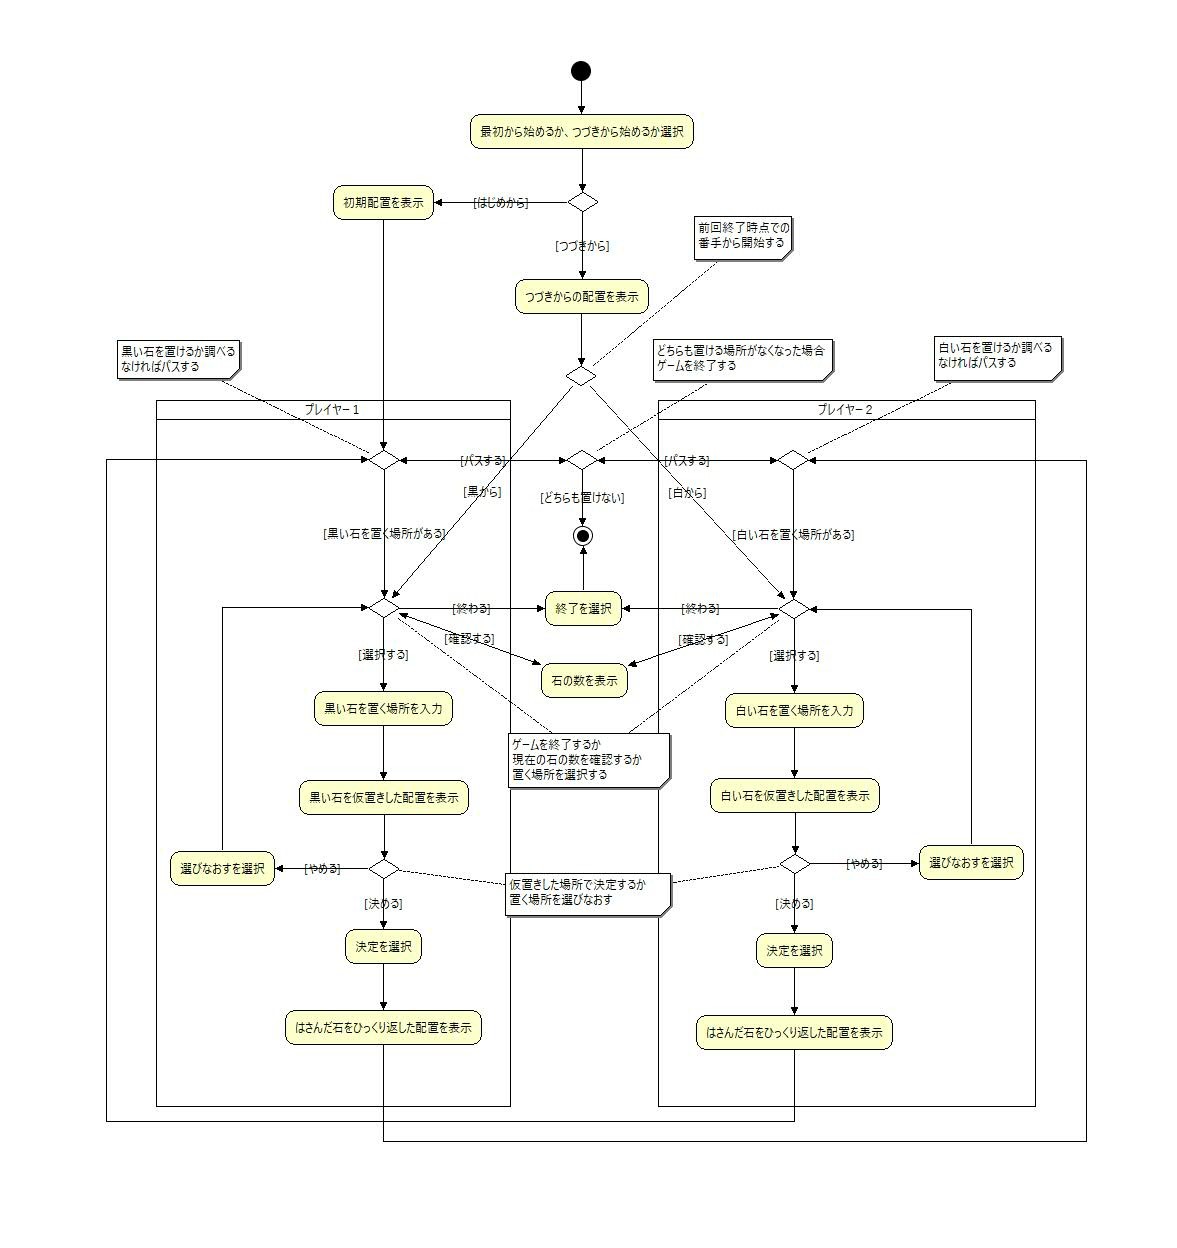 最初から始めるか、つづきから始めるか選択
初期配置を表示
[はじめから]
前回終了時点での
番手から開始する
[つづきから]
つづきからの配置を表示
黒い石を置けるか調べる
なければパスする
どちらも置ける場所がなくなった場合
ゲームを終了する
白い石を置けるか調べる
なければパスする
プレイヤー1
プレイヤー2
[パスする]
[パスする]
[黒から]
[どちらも置けない]
[白から]
[黒い石を置く場所がある]
[白い石を置く場所がある]
[終わる]
終了を選択
[終わる]
[確認する]
[確認する]
[選択する]
[選択する]
石の数を表示
黒い石を置く場所を入力
白い石を置く場所を入力
ゲームを終了するか
現在の石の数を確認するか
置く場所を選択する
黒い石を仮置きした配置を表示
白い石を仮置きした配置を表示
選びなおすを選択
[やめる]
[やめる]
選びなおすを選択
仮置きした場所で決定するか
置く場所を選びなおす
[決める]
[決める]
決定を選択
決定を選択
はさんだ石をひっくり返した配置を表示
はさんだ石をひっくり返した配置を表示